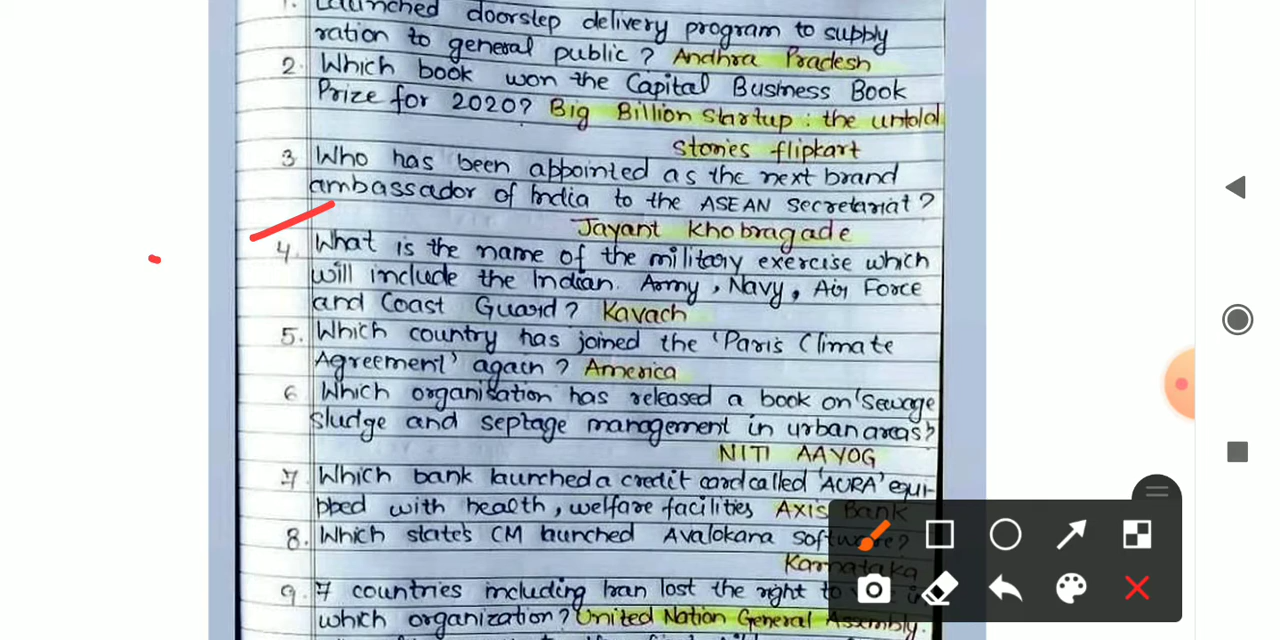 1. Launched doorstep delivery program to supply
ration to general public? Andhra Pradesh
2. Which book won the Capital Business Book
Prize for 2020? Big Billion Startup : the untold
Stories flipkart
3 Who has been appointed as the next brand
ambassador of India to the ASEAN secretariat?
Jayant Khobragade
4. What is the name of the military exercise which
will include the Indian Army, Navy, Air Force
and Coast Guard? Kavach
5. Which country has joined the 'Paris Climate
Agreement' again? America
6 Which organisation has released a book on 'sewage
sludge and septage management in urban areas?
NITI AAYOG
7 Which bank launched a credit card called 'AURA' equi-
pped with health, welfare facilities Axis Bank
8. Which state's CM launched Avalokana Software?
Karnataka
9. 7 countries including Iran lost the right to in
which organization? United Nation General Assembly.